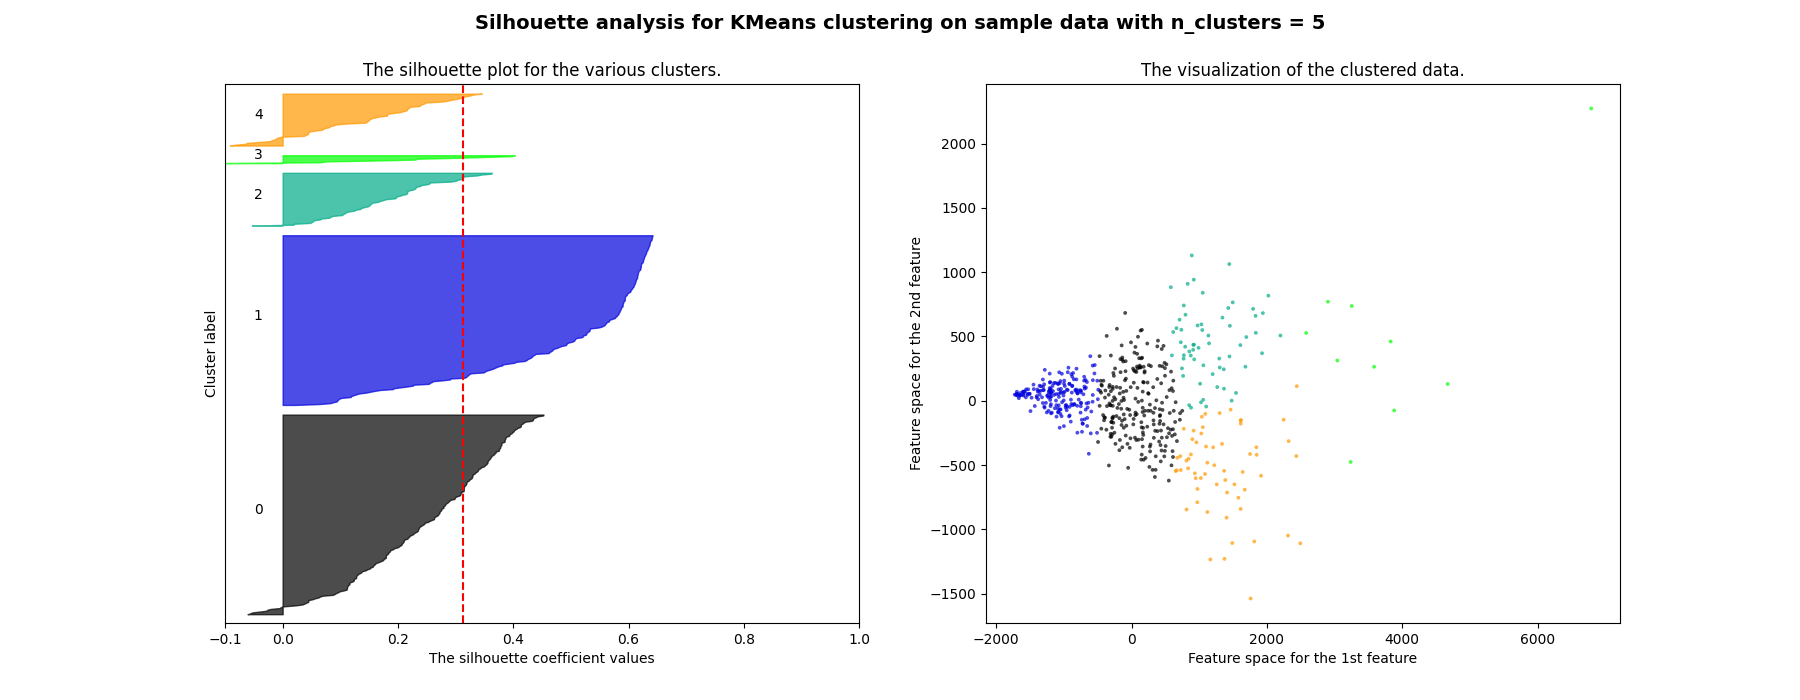 Silhouette analysis for KMeans clustering on sample data with n_clusters = 5
The silhouette plot for the various clusters.
4
3
2
1
0
Cluster label
−0.1 0.0 0.2 0.4 0.6 0.8 1.0
The silhouette coefficient values
The visualization of the clustered data.
2000
1500
1000
500
0
−500
−1000
−1500
Feature space for the 2nd feature
−2000 0 2000 4000 6000
Feature space for the 1st feature